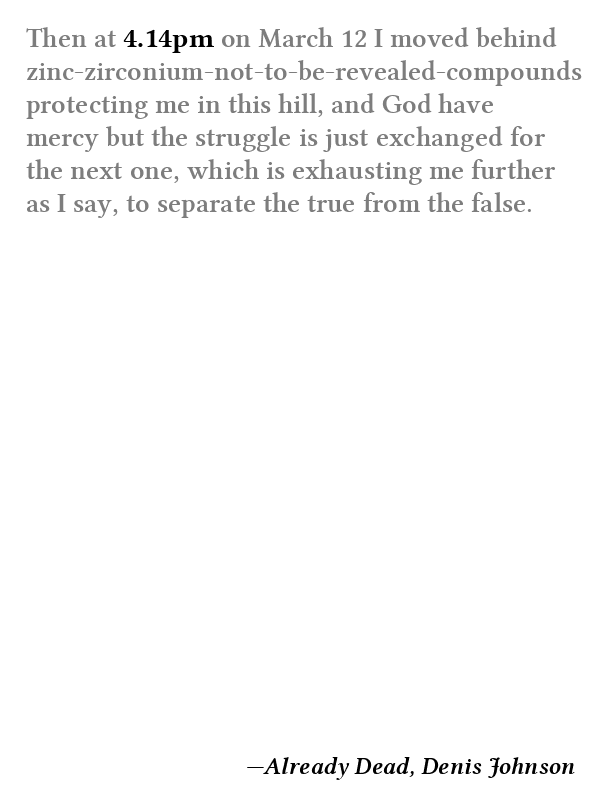 Then at 4.14pm on March 12 I moved behind
zinc-zirconium-not-to-be-revealed-compounds
protecting me in this hill, and God have
mercy but the struggle is just exchanged for
the next one, which is exhausting me further
as I say, to separate the true from the false.
—Already Dead, Denis Johnson